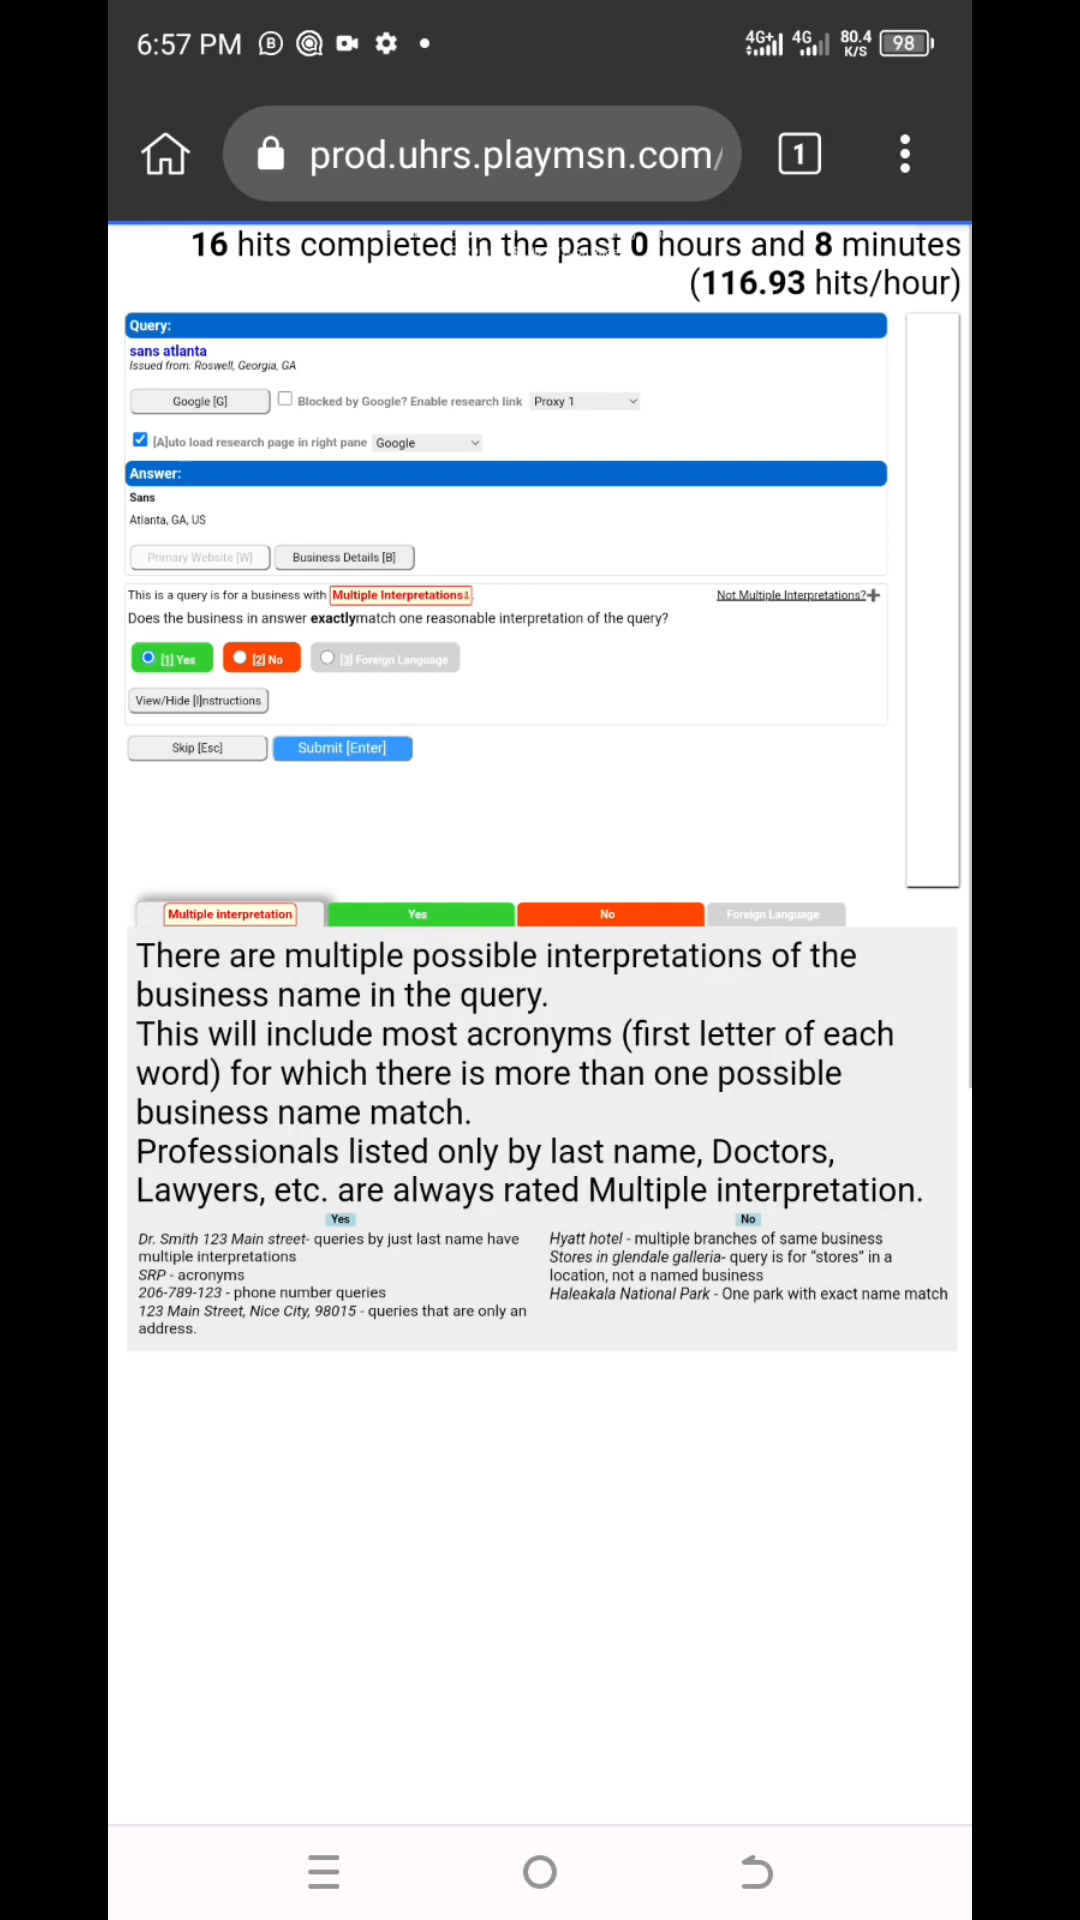 6:57 PM
4G+ 4G 80.4 K/S 98
prod.uhrs.playmsn.com/
1
16 hits completed in the past 0 hours and 8 minutes
(116.93 hits/hour)
Query:
sans atlanta
Issued from: Roswell, Georgia, GA
Google [G] Blocked by Google? Enable research link Proxy 1
[A]uto load research page in right pane Google
Answer:
Sans
Atlanta, GA, US
Primary Website [W] Business Details [B]
This is a query is for a business with Multiple Interpretations Not Multiple Interpretations?
Does the business in answer exactlymatch one reasonable interpretation of the query?
[1] Yes [2] No [3] Foreign Language
View/Hide [I]nstructions
Skip [Esc] Submit [Enter]
Multiple interpretation Yes No Foreign Language
There are multiple possible interpretations of the
business name in the query.
This will include most acronyms (first letter of each
word) for which there is more than one possible
business name match.
Professionals listed only by last name, Doctors,
Lawyers, etc. are always rated Multiple interpretation.
Yes
Dr. Smith 123 Main street- queries by just last name have
multiple interpretations
SRP - acronyms
206-789-123 - phone number queries
123 Main Street, Nice City, 98015 - queries that are only an
address.
No
Hyatt hotel - multiple branches of same business
Stores in glendale galleria- query is for "stores" in a
location, not a named business
Haleakala National Park - One park with exact name match